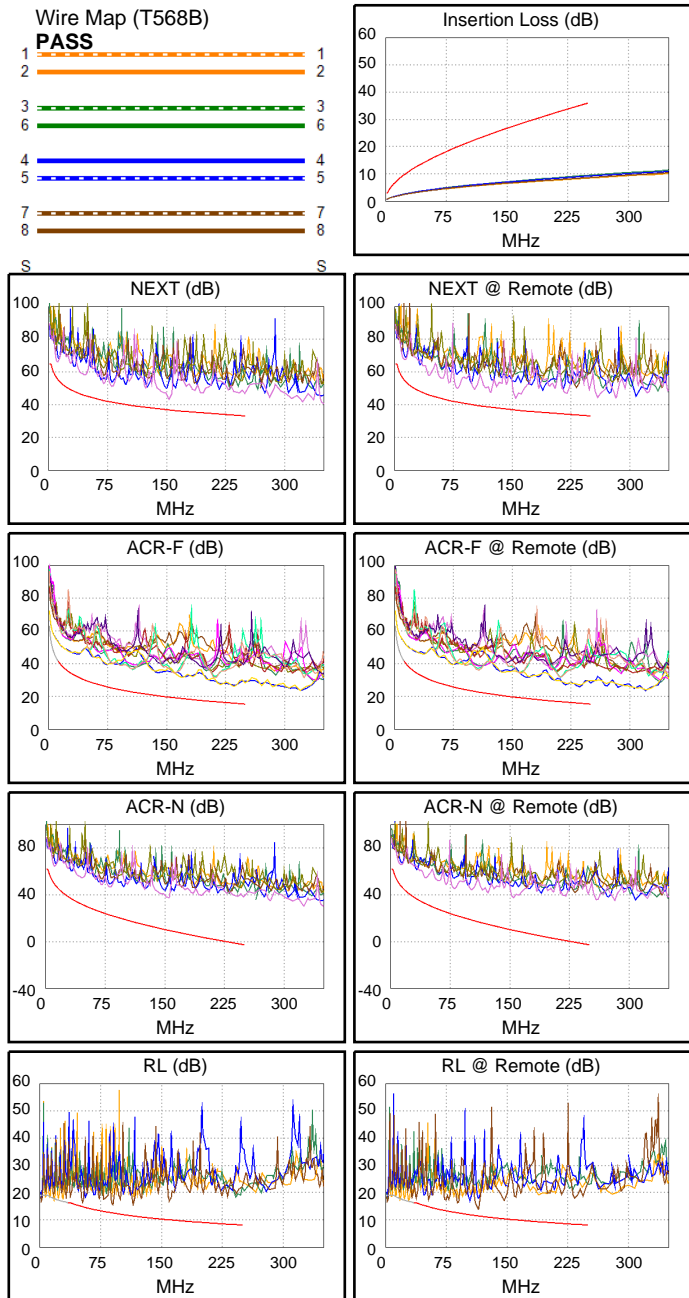 Wire Map (T568B)
PASS
1 1
2 2
3 3
6 6
4 4
5 5
7 7
8 8
S S
Insertion Loss (dB)
60
50
40
30
20
10
0
0 75 150 225 300
MHz
NEXT (dB)
100
80
60
40
20
0
0 75 150 225 300
MHz
NEXT @ Remote (dB)
100
80
60
40
20
0
0 75 150 225 300
MHz
ACR-F (dB)
100
80
60
40
20
0
0 75 150 225 300
MHz
ACR-F @ Remote (dB)
100
80
60
40
20
0
0 75 150 225 300
MHz
ACR-N (dB)
80
40
0
-40
0 75 150 225 300
MHz
ACR-N @ Remote (dB)
80
40
0
-40
0 75 150 225 300
MHz
RL (dB)
60
50
40
30
20
10
0
0 75 150 225 300
MHz
RL @ Remote (dB)
60
50
40
30
20
10
0
0 75 150 225 300
MHz